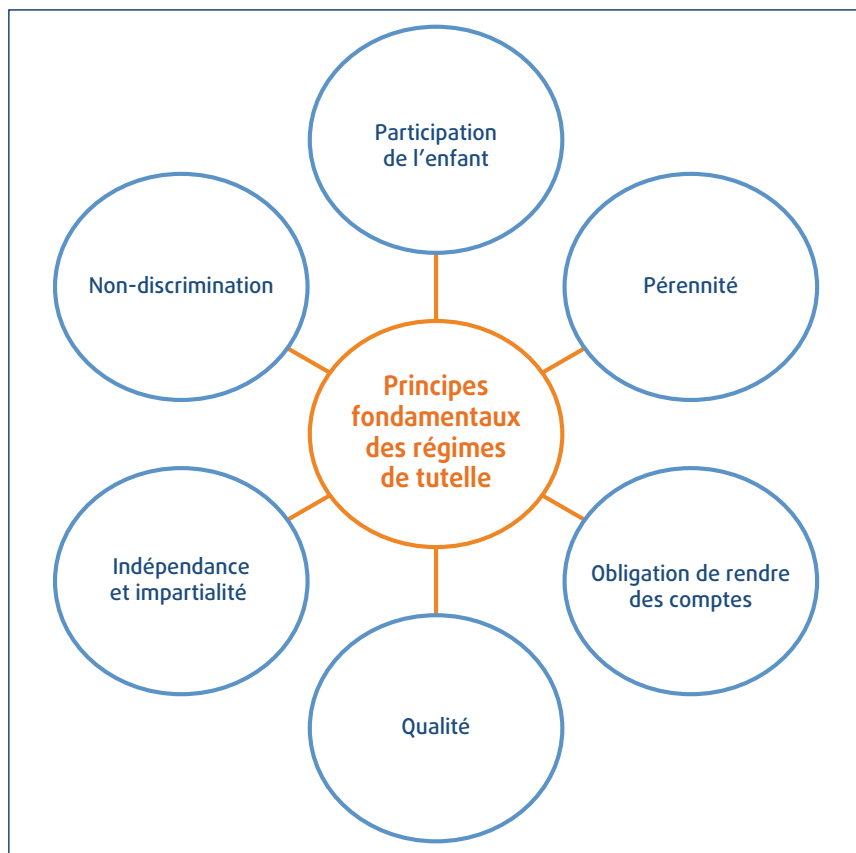 Participation
de l’enfant
Non-discrimination
Pérennité
Principes
fondamentaux
des régimes
de tutelle
Indépendance
et impartialité
Obligation de rendre
des comptes
Qualité